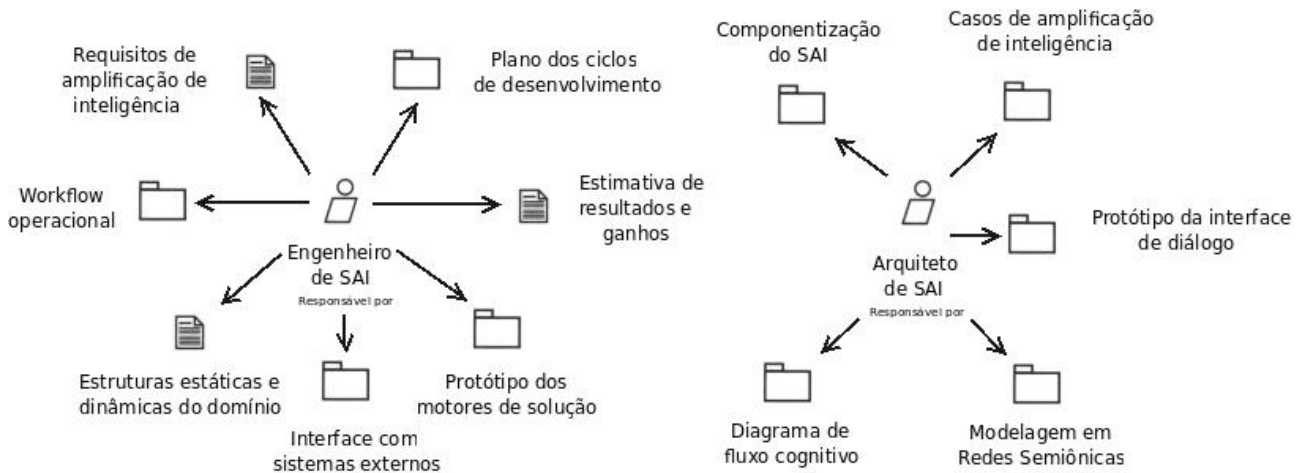 Requisitos de
amplificação de
inteligência
Plano dos ciclos
de desenvolvimento
Workflow
operacional
Estimativa de
resultados e
ganhos
Engenheiro
de SAI
Responsável por
Estruturas estáticas e
dinâmicas do domínio
Interface com
sistemas externos
Protótipo dos
motores de solução
Componentização
do SAI
Casos de amplificação
de inteligência
Protótipo da interface
de diálogo
Arquiteto
de SAI
Responsável por
Diagrama de
fluxo cognitivo
Modelagem em
Redes Semiônicas